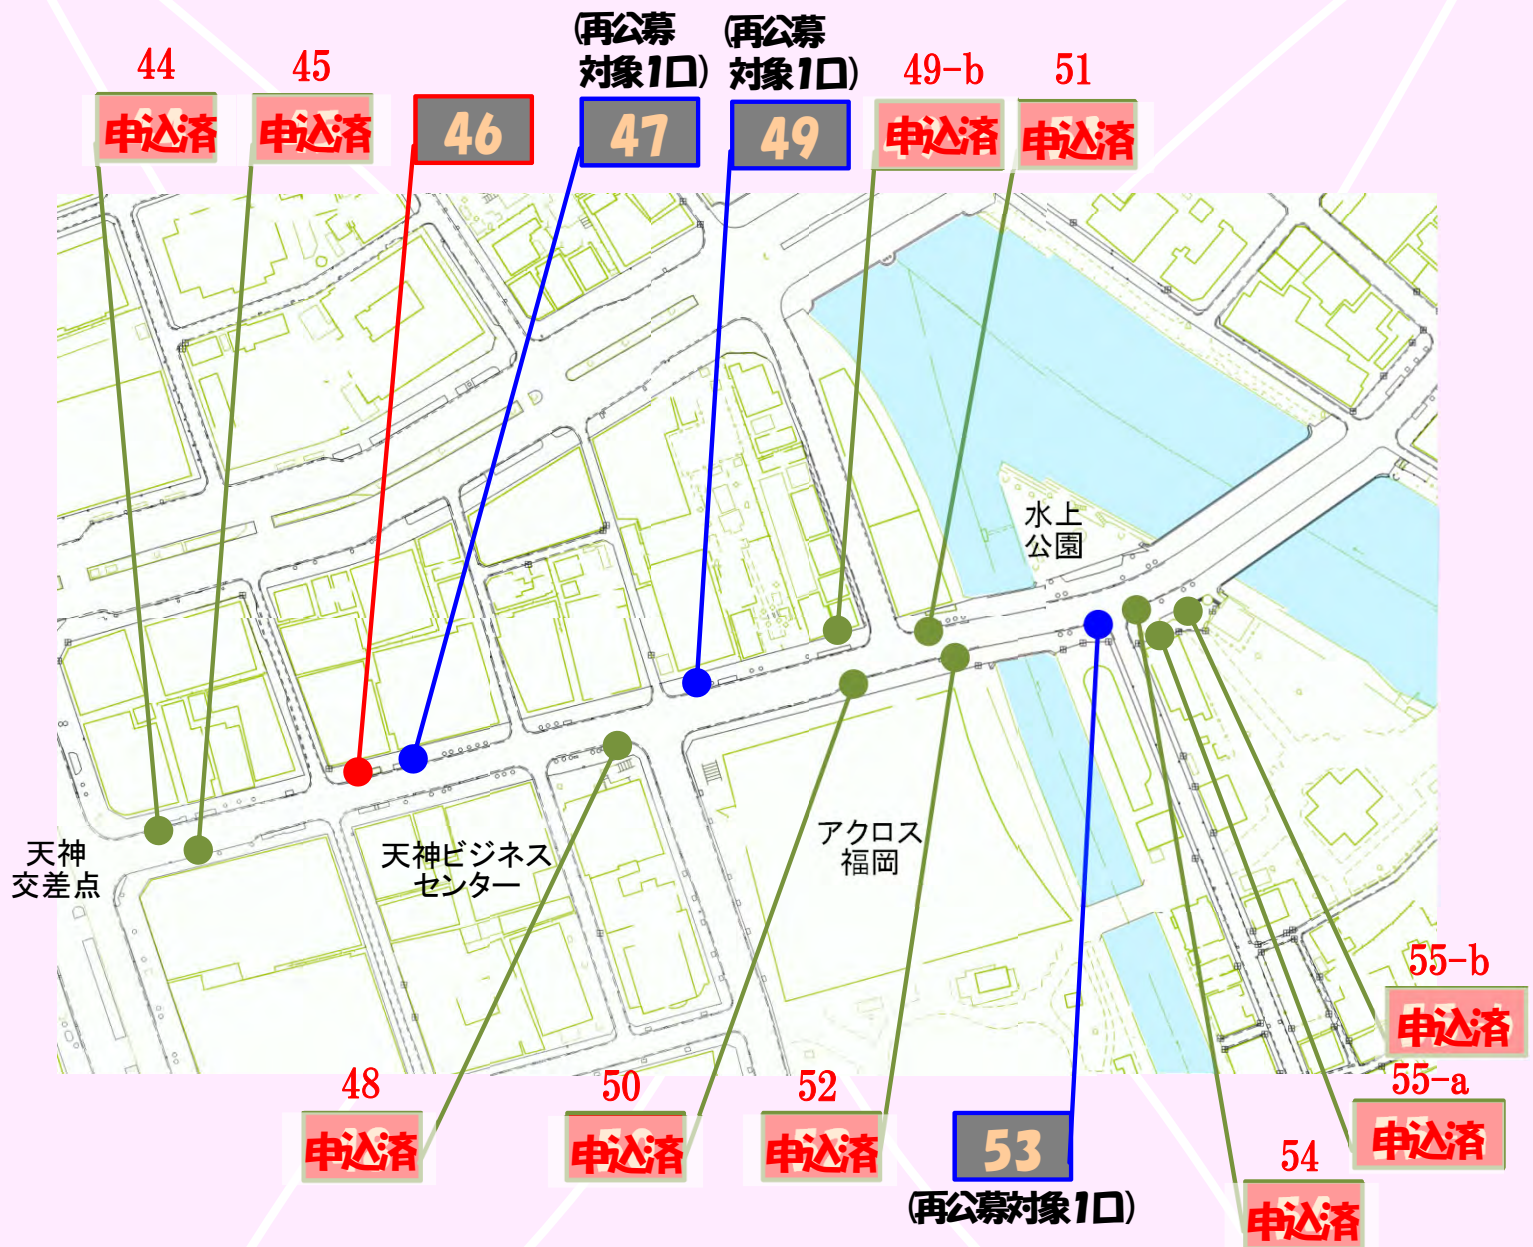 (再公募
対象1口)
(再公募
対象1口)
44
45
49-b
51
申込済
申込済
46
47
49
申込済
申込済
水上
公園
天神
交差点
天神ビジネス
センター
アクロス
福岡
55-b
申込済
48
50
52
55-a
申込済
申込済
申込済
53
申込済
(再公募対象1口)
54
申込済